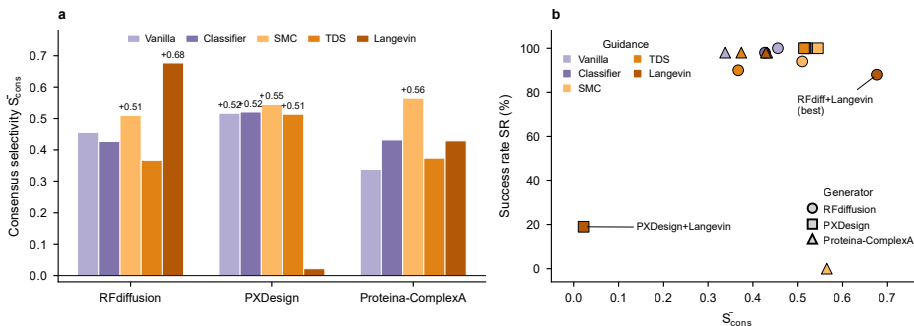 a
Vanilla
Classifier
SMC
TDS
Langevin
Consensus selectivity S̄cons
0.7
0.6
0.5
0.4
0.3
0.2
0.1
0.0
+0.51
+0.68
+0.52
+0.52
+0.55
+0.51
+0.56
RFdiffusion
PXDesign
Proteina-ComplexA
b
Success rate SR (%)
100
80
60
40
20
0
Guidance
Vanilla
Classifier
SMC
TDS
Langevin
RFdiff+Langevin
(best)
PXDesign+Langevin
Generator
RFdiffusion
PXDesign
Proteina-ComplexA
0.0
0.1
0.2
0.3
0.4
0.5
0.6
0.7
S̄cons